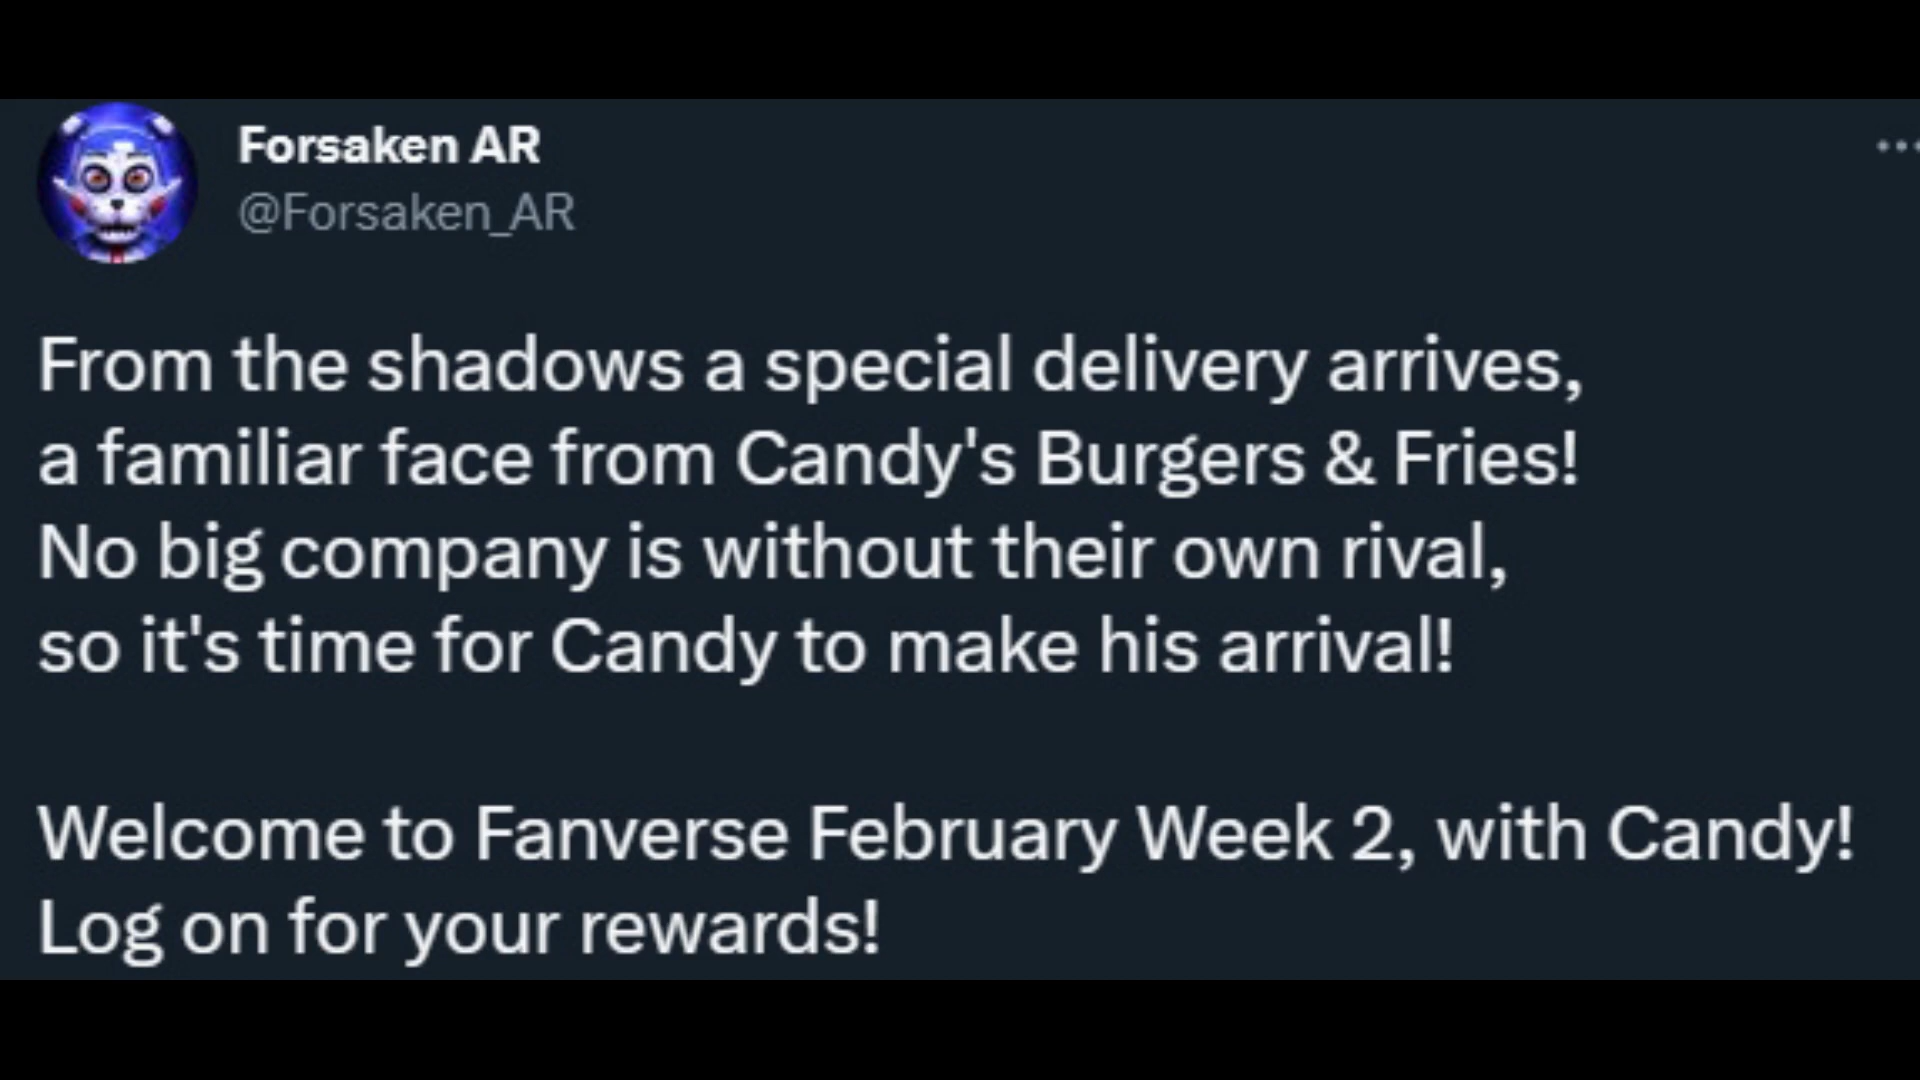 Forsaken AR
@Forsaken_AR
From the shadows a special delivery arrives,
a familiar face from Candy's Burgers & Fries!
No big company is without their own rival,
so it's time for Candy to make his arrival!
Welcome to Fanverse February Week 2, with Candy!
Log on for your rewards!